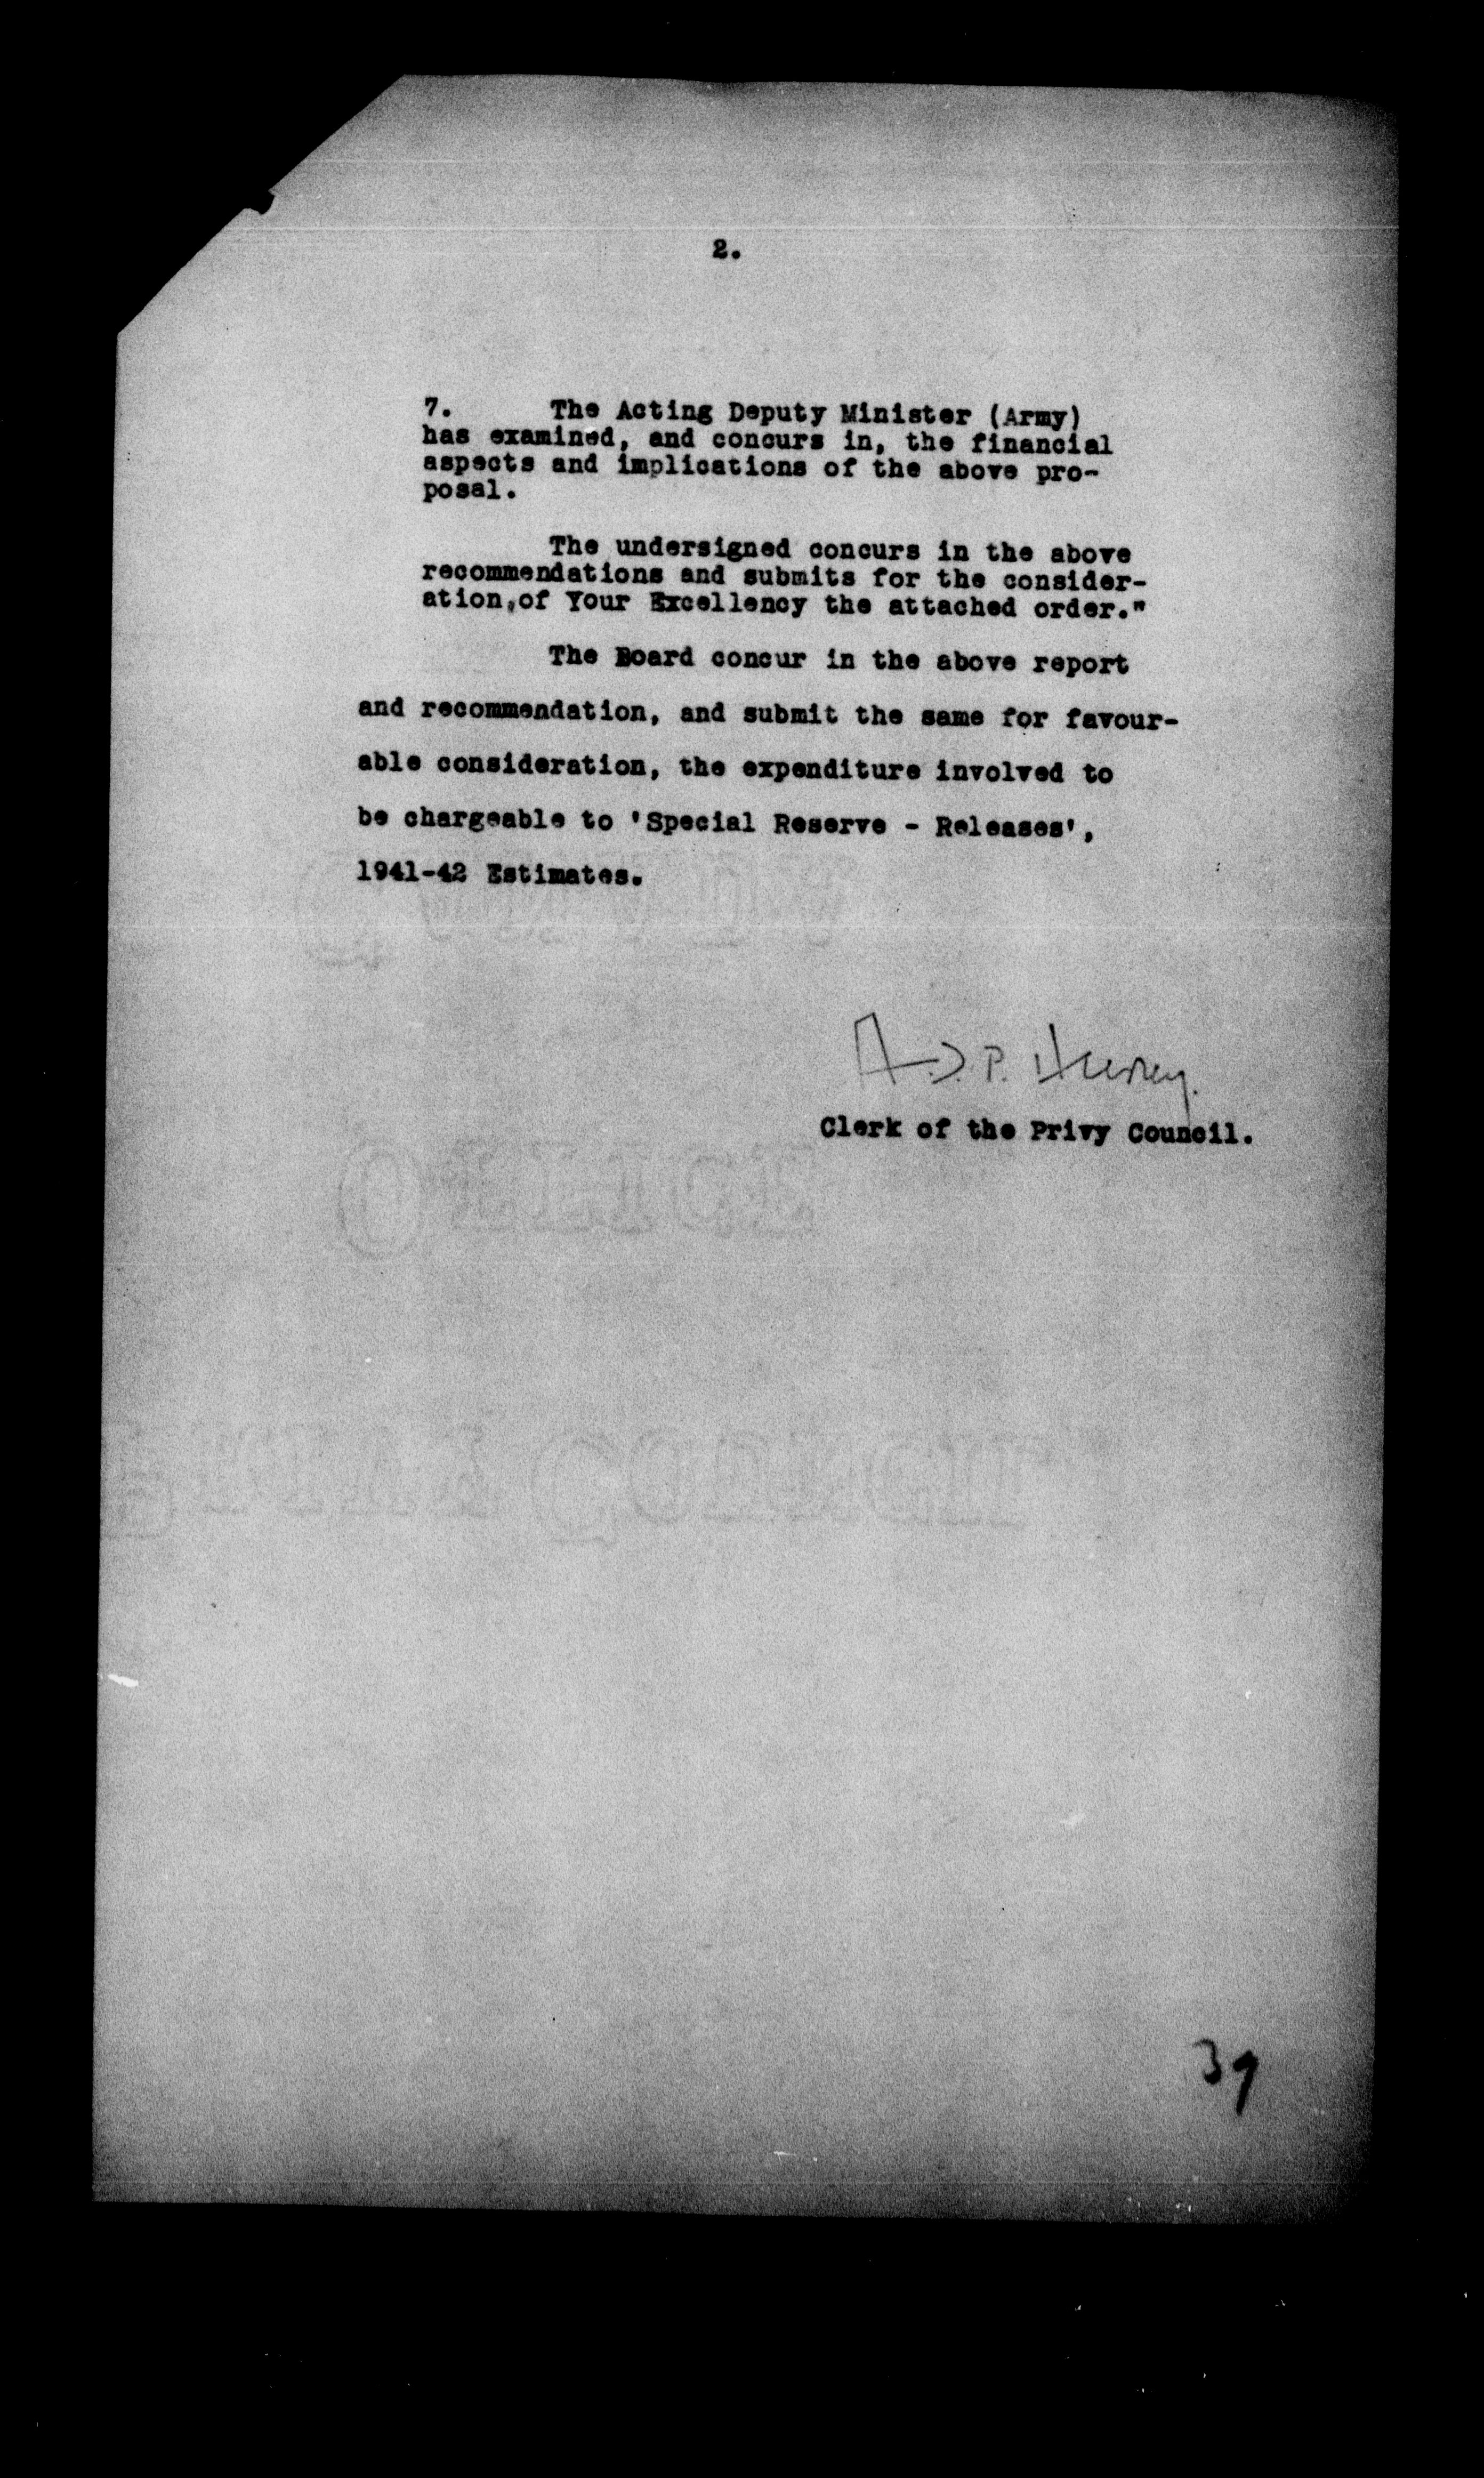 2.
7. The Acting Deputy Minister (Army)
has examined, and concurs in, the financial
aspects and implications of the above pro-
posal.
The undersigned concurs in the above
recommendations and submits for the consider-
ation,of Your Excellency the attached order."
The Board concur in the above report
and recommendation, and submit the same for favour-
able consideration, the expenditure involved to
be chargeable to 'Special Reserve - Releases',
1941-42 Estimates.
A.D.P. Heeney.
Clerk of the Privy Council.
39